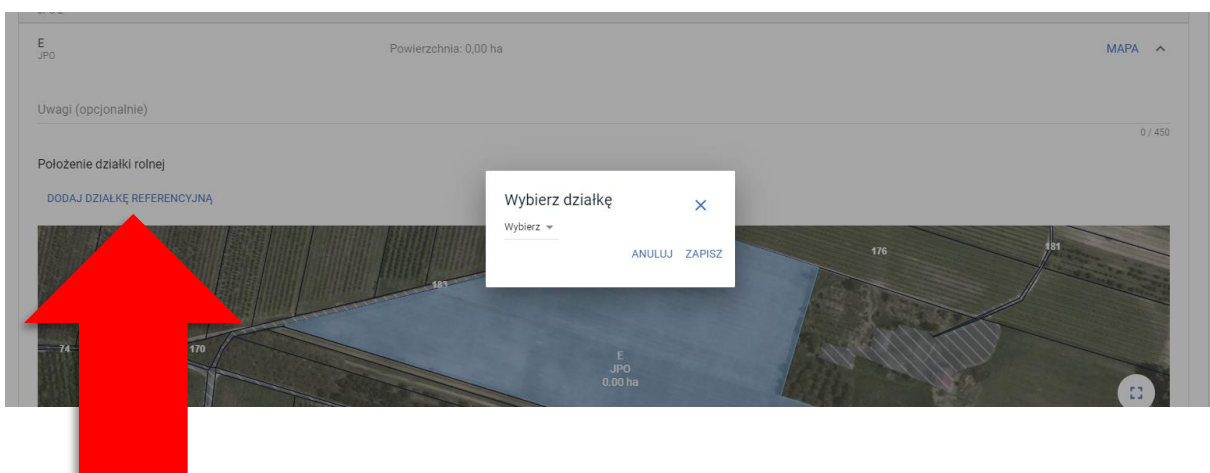 E
Powierzchnia: 0,00 ha
MAPA
JPO
Uwagi (opcjonalnie)
0 / 450
Położenie działki rolnej
DODAJ DZIAŁKĘ REFERENCYJNĄ
Wybierz działkę
Wybierz
ANULUJ ZAPISZ
176
181
183
74
170
E
JPO
0.00 ha